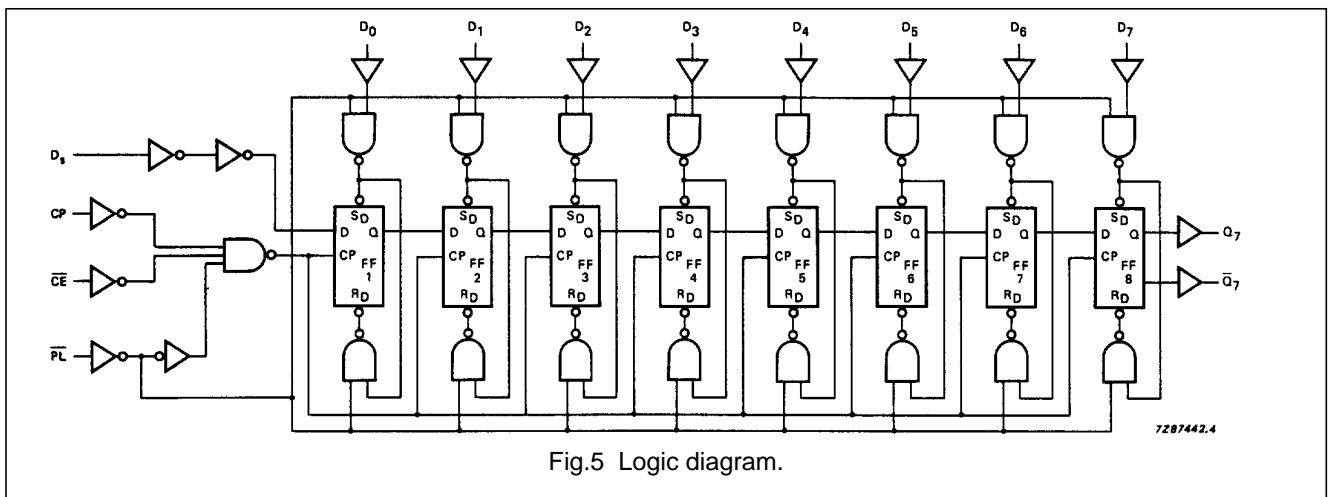 D0 D1 D2 D3 D4 D5 D6 D7
Ds
CP
CE
PL
SD SD SD SD SD SD SD SD
D Q D Q D Q D Q D Q D Q D Q D Q
CP CP CP CP CP CP CP CP
FF FF FF FF FF FF FF FF
1 2 3 4 5 6 7 8
RD RD RD RD RD RD RD RD
Q7
Q̅7
7Z87442.4
Fig.5 Logic diagram.